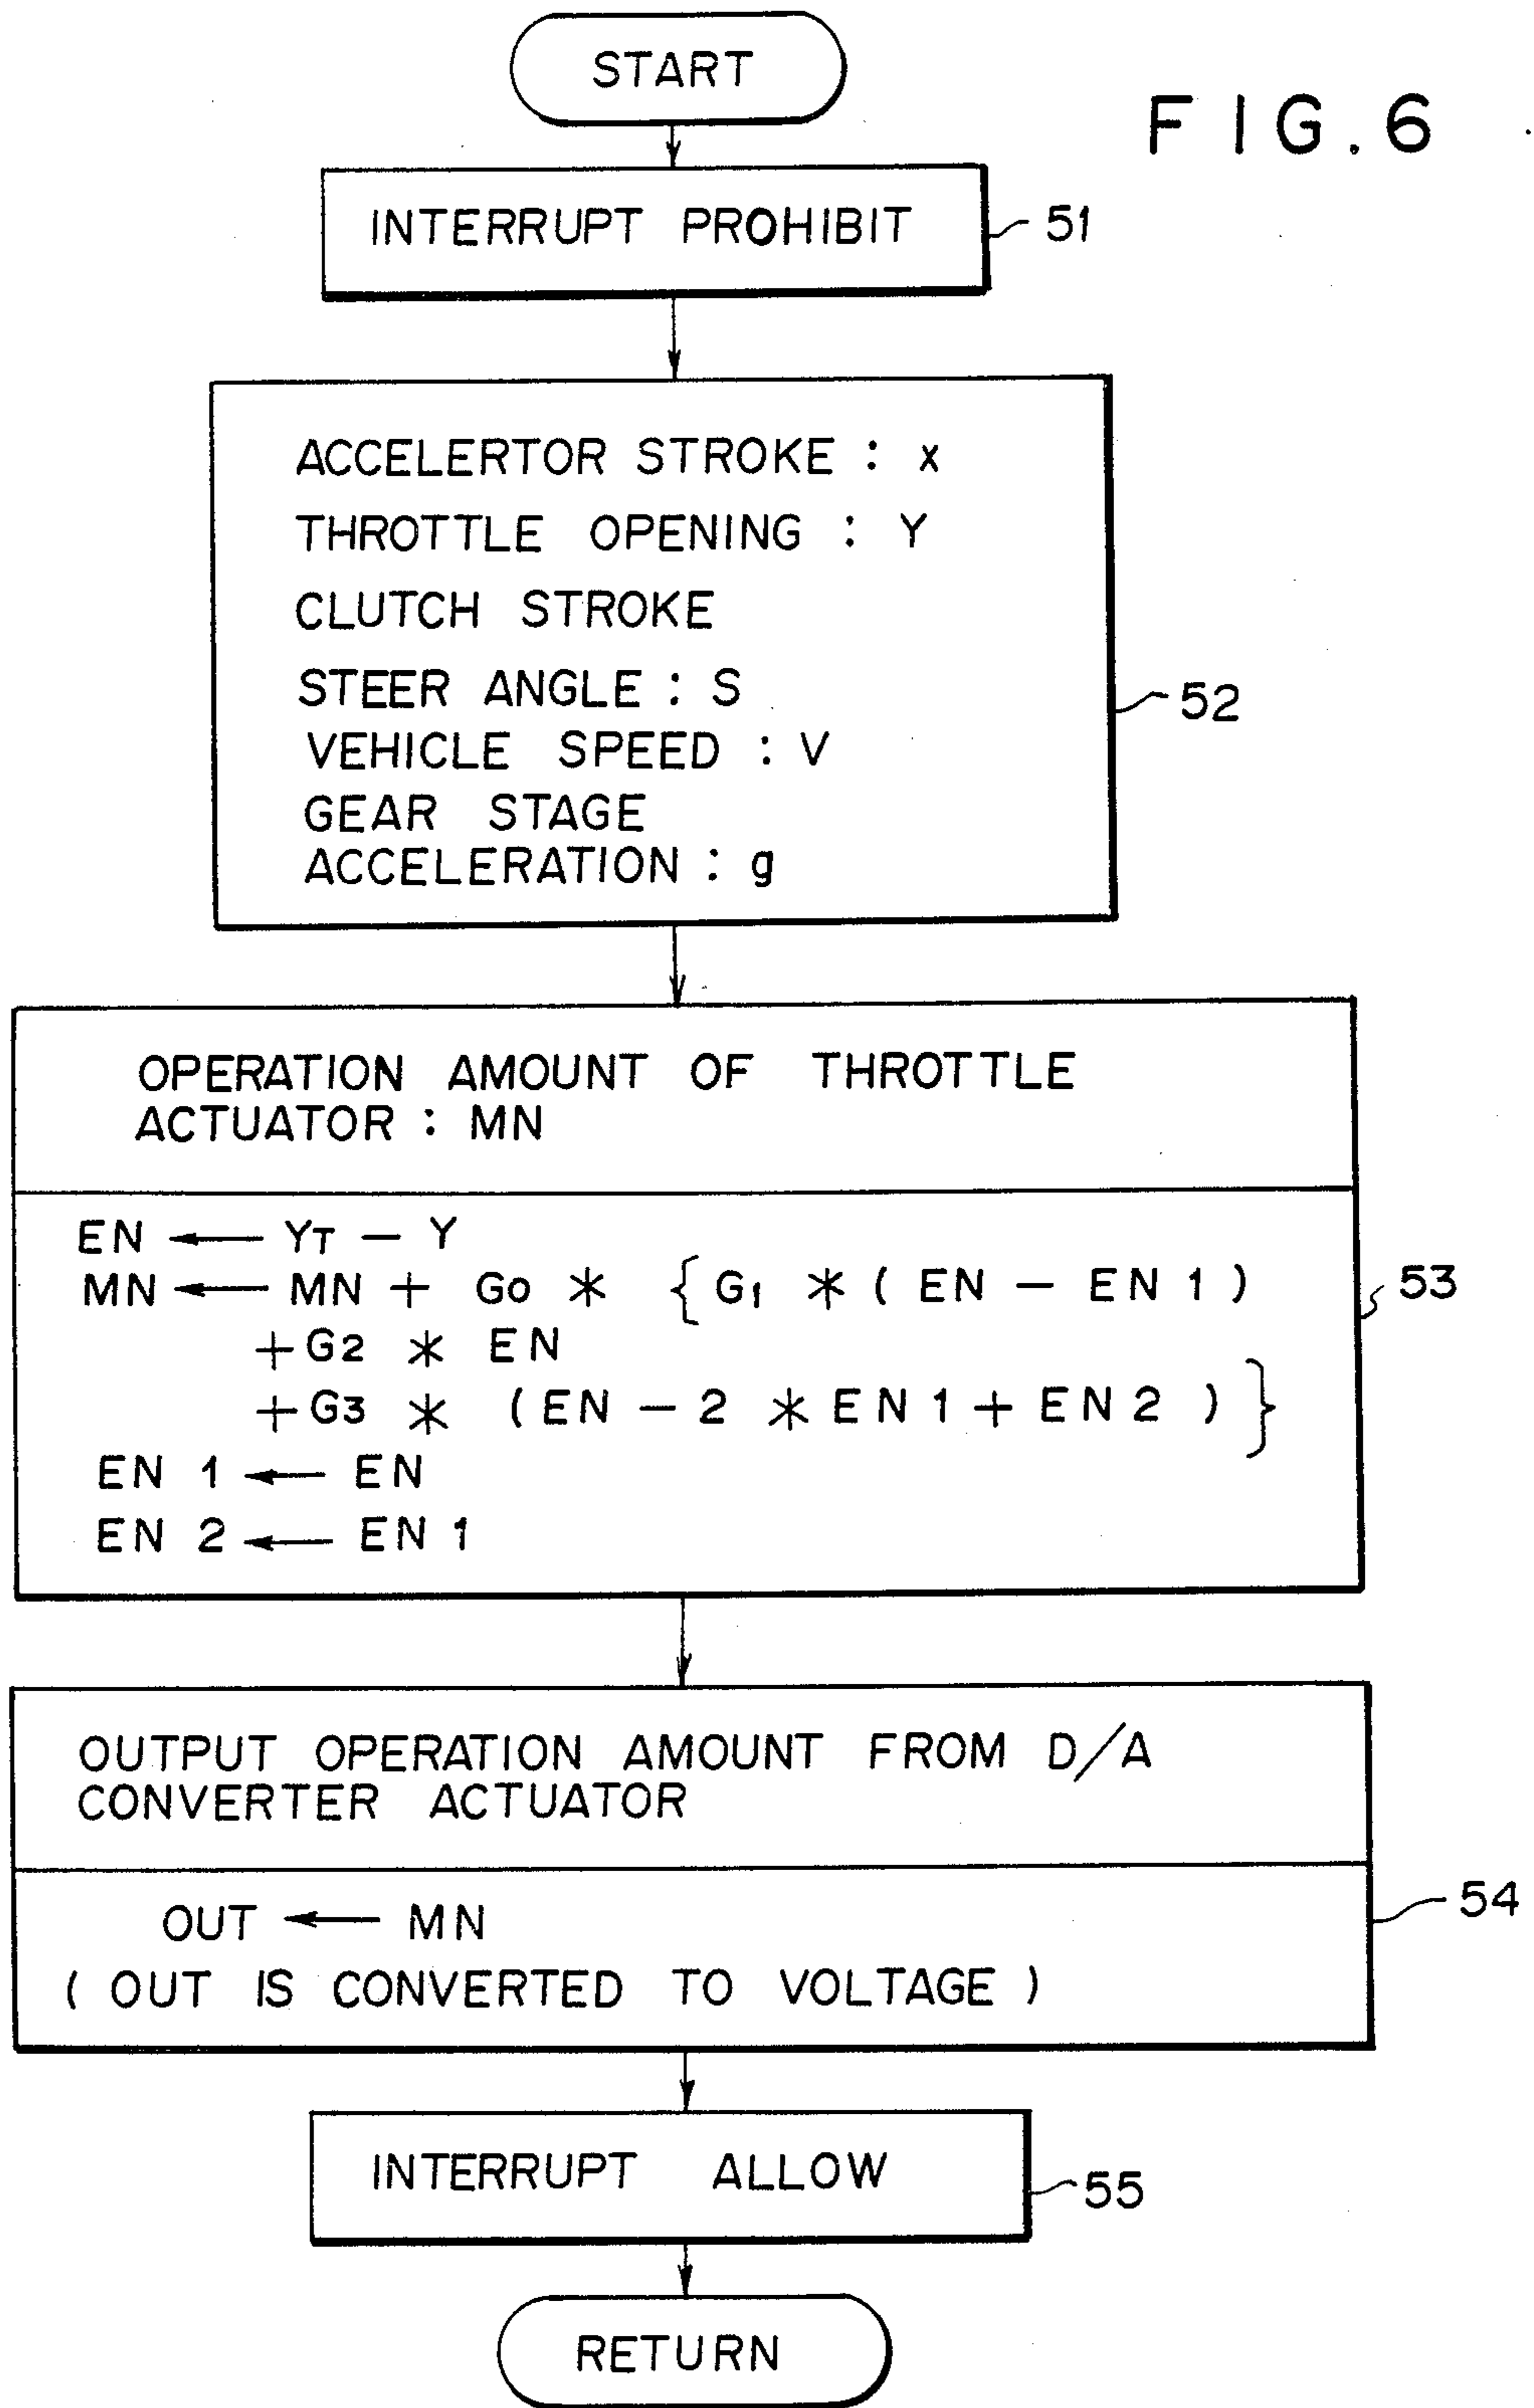 START
FIG.6
INTERRUPT PROHIBIT
51
ACCELERTOR STROKE : x
THROTTLE OPENING : Y
CLUTCH STROKE
STEER ANGLE : S
VEHICLE SPEED : V
GEAR STAGE
ACCELERATION : g
52
OPERATION AMOUNT OF THROTTLE
ACTUATOR : MN
EN ← YT − Y
MN ← MN + G0 * { G1 * ( EN − EN 1 )
+G2 * EN
+G3 * ( EN − 2 * EN 1 + EN 2 ) }
EN 1 ← EN
EN 2 ← EN 1
53
OUTPUT OPERATION AMOUNT FROM D/A
CONVERTER ACTUATOR
OUT ← MN
( OUT IS CONVERTED TO VOLTAGE )
54
INTERRUPT ALLOW
55
RETURN